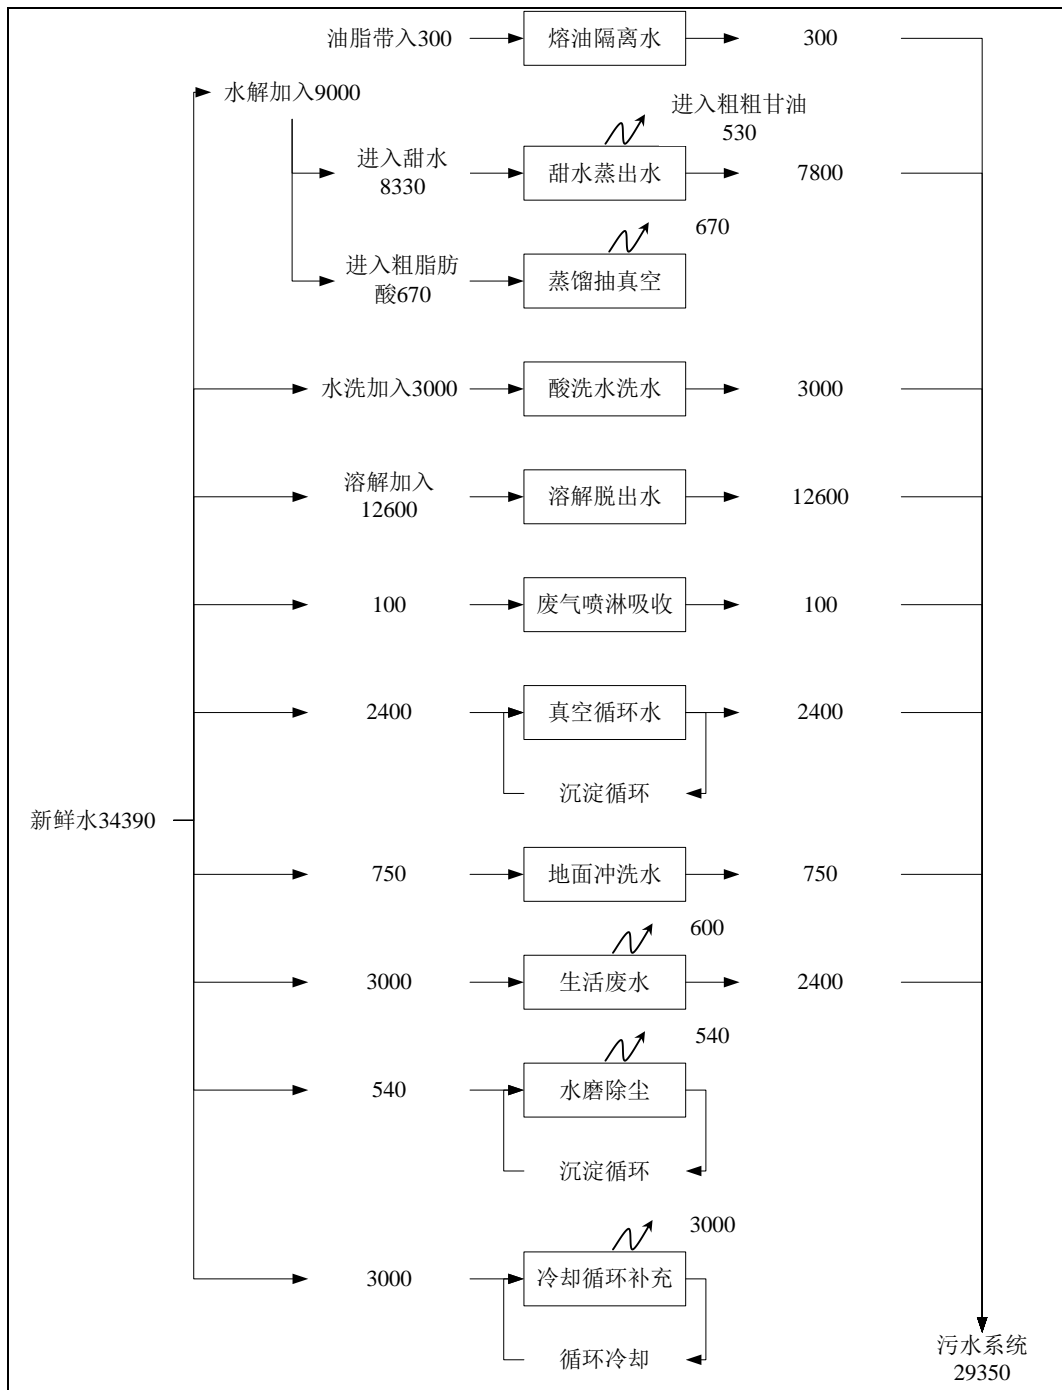 油脂带入300
熔油隔离水
300
水解加入9000
进入粗粗甘油
530
进入甜水
8330
甜水蒸出水
7800
670
进入粗脂肪
酸670
蒸馏抽真空
水洗加入3000
酸洗水洗水
3000
溶解加入
12600
溶解脱出水
12600
100
废气喷淋吸收
100
2400
真空循环水
2400
沉淀循环
新鲜水34390
750
地面冲洗水
750
600
3000
生活废水
2400
540
540
水磨除尘
沉淀循环
3000
3000
冷却循环补充
循环冷却
污水系统
29350